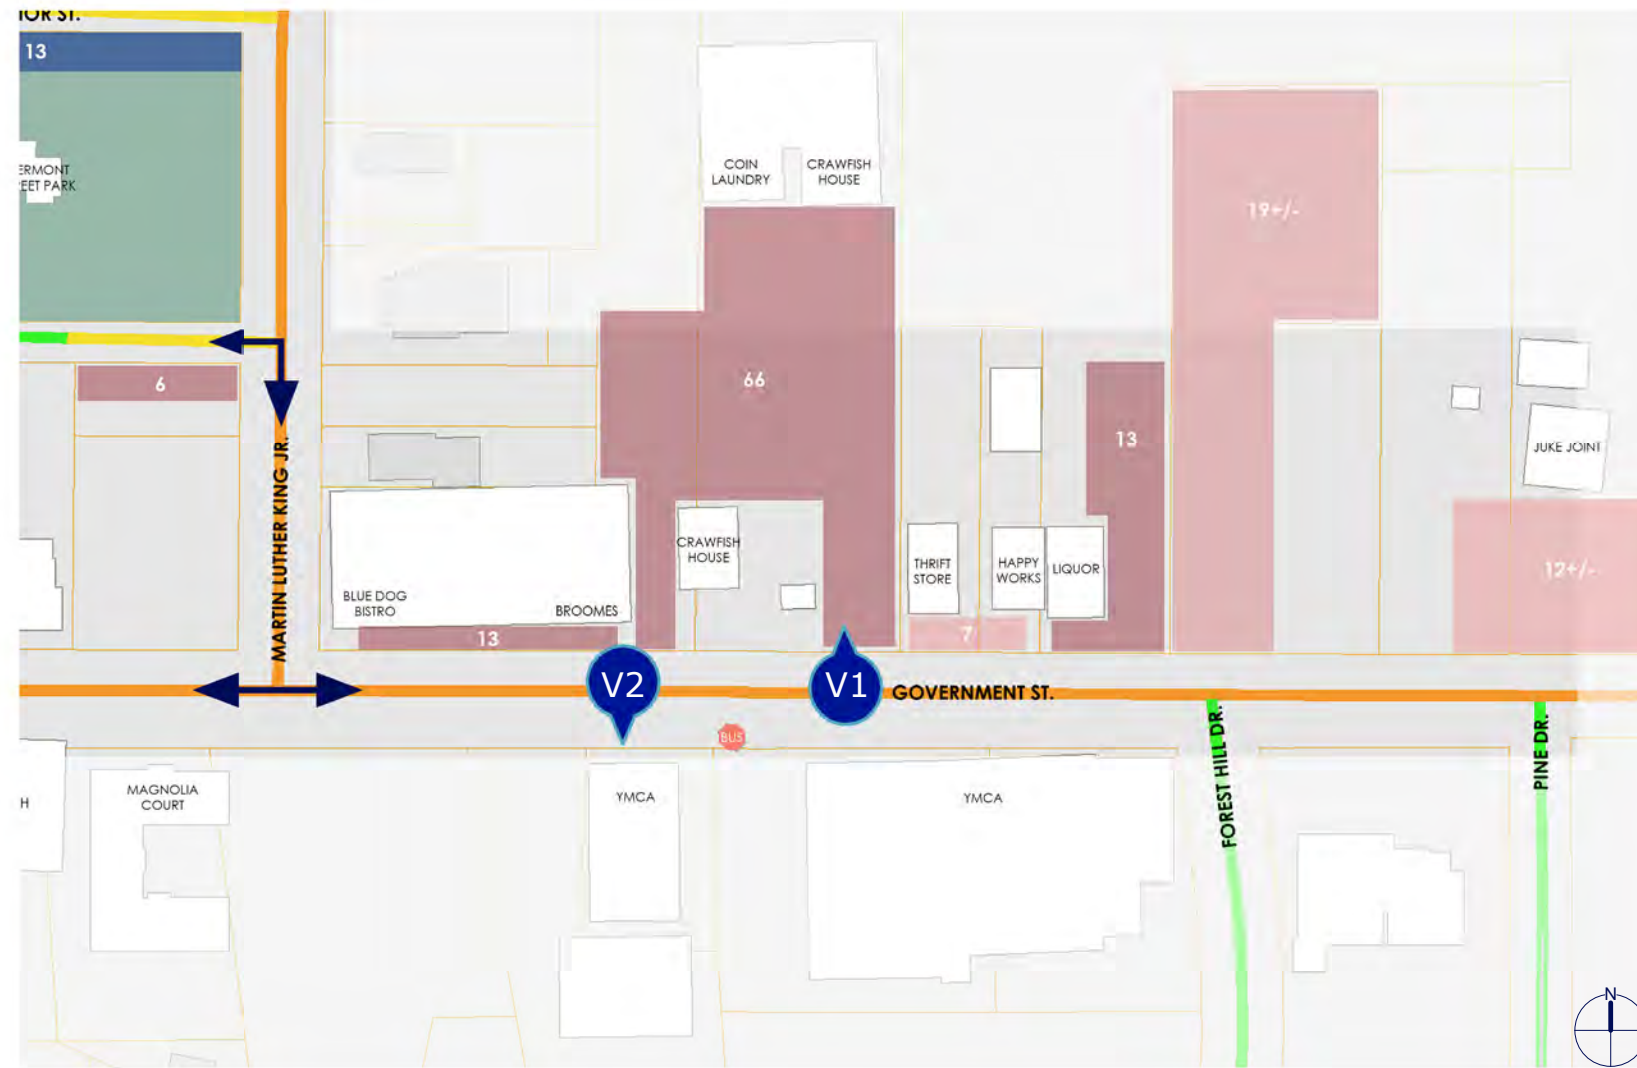 IOR ST.
13
ERMONT
EET PARK
COIN
LAUNDRY
CRAWFISH
HOUSE
19+/-
6
66
13
JUKE JOINT
MARTIN LUTHER KING JR.
CRAWFISH
HOUSE
THRIFT
STORE
HAPPY
WORKS
LIQUOR
12+/-
BLUE DOG
BISTRO
BROOMES
13
7
V2
V1
GOVERNMENT ST.
BUS
FOREST HILL DR.
PINE DR.
H
MAGNOLIA
COURT
YMCA
YMCA
N